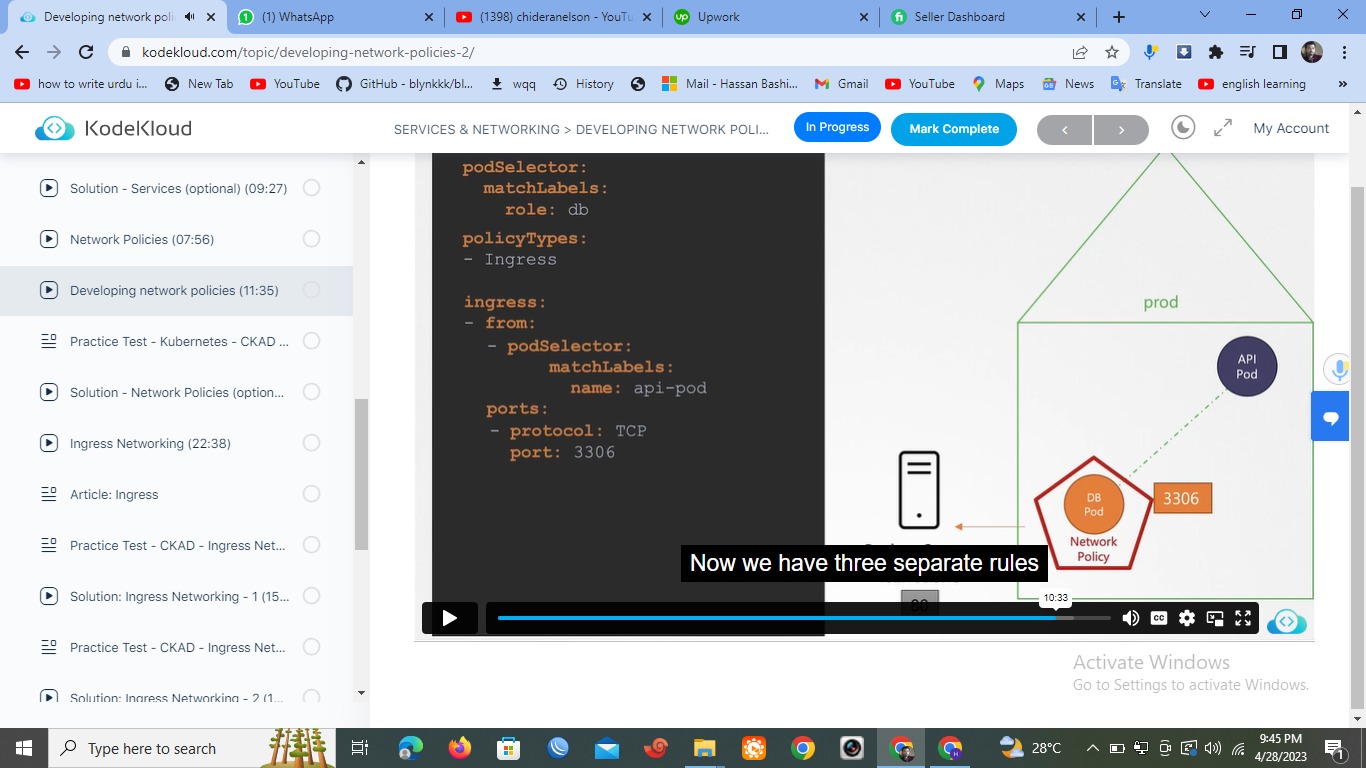 Developing network poli
(1) WhatsApp
(1398) chideranelson - YouTu
Upwork
Seller Dashboard
kodekloud.com/topic/developing-network-policies-2/
how to write urdu i...
New Tab
YouTube
GitHub - blynkkk/bl...
wqq
History
Mail - Hassan Bashi...
Gmail
YouTube
Maps
News
Translate
english learning
»
KodeKloud
SERVICES & NETWORKING > DEVELOPING NETWORK POLI...
In Progress
Mark Complete
My Account
Solution - Services (optional) (09:27)
Network Policies (07:56)
Developing network policies (11:35)
Practice Test - Kubernetes - CKAD ...
Solution - Network Policies (option...
Ingress Networking (22:38)
Article: Ingress
Practice Test - CKAD - Ingress Net...
Solution: Ingress Networking - 1 (15...
Practice Test - CKAD - Ingress Net...
Solution: Ingress Networking - 2 (1...
podSelector:
matchLabels:
role: db
policyTypes:
- Ingress
ingress:
- from:
- podSelector:
matchLabels:
name: api-pod
ports:
- protocol: TCP
port: 3306
prod
API
Pod
DB
Pod
3306
Network
Policy
Now we have three separate rules
80
10:33
CC
Activate Windows
Go to Settings to activate Windows.
Type here to search
28°C
9:45 PM
4/28/2023
1